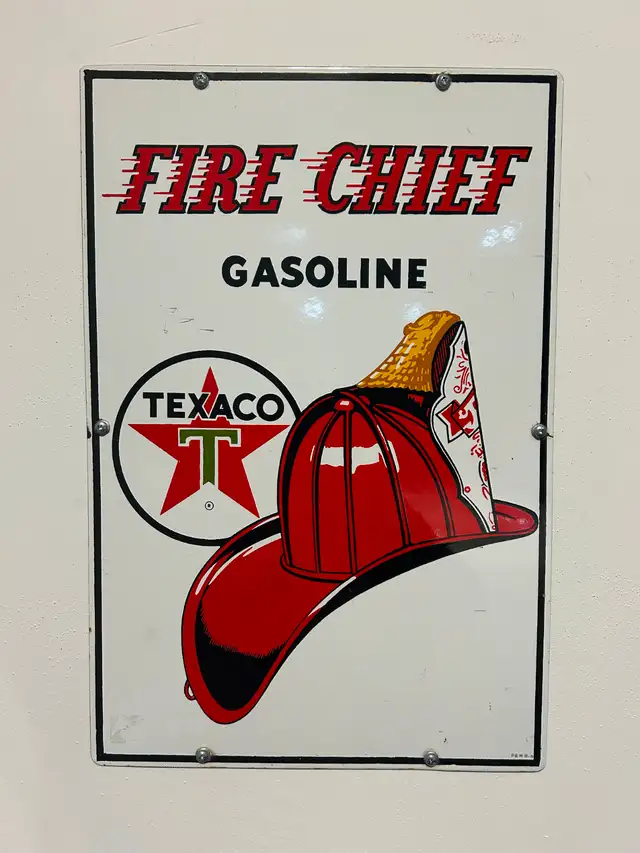 FIRE CHIEF
GASOLINE
TEXACO
T